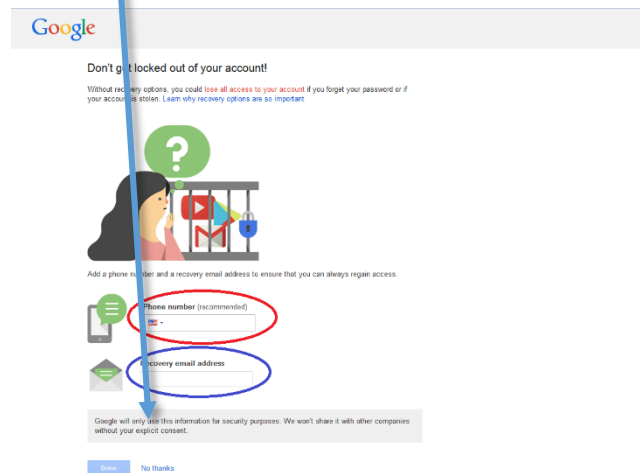 Google
Don't get locked out of your account!
Without recovery options, you could lose all access to your account if you forget your password or if
your account is stolen. Learn why recovery options are so important
?
Add a phone number and a recovery email address to ensure that you can always regain access
Phone number (recommended)
Recovery email address
Google will only use this information for security purposes. We won't share it with other companies
without your explicit consent.
Done No thanks